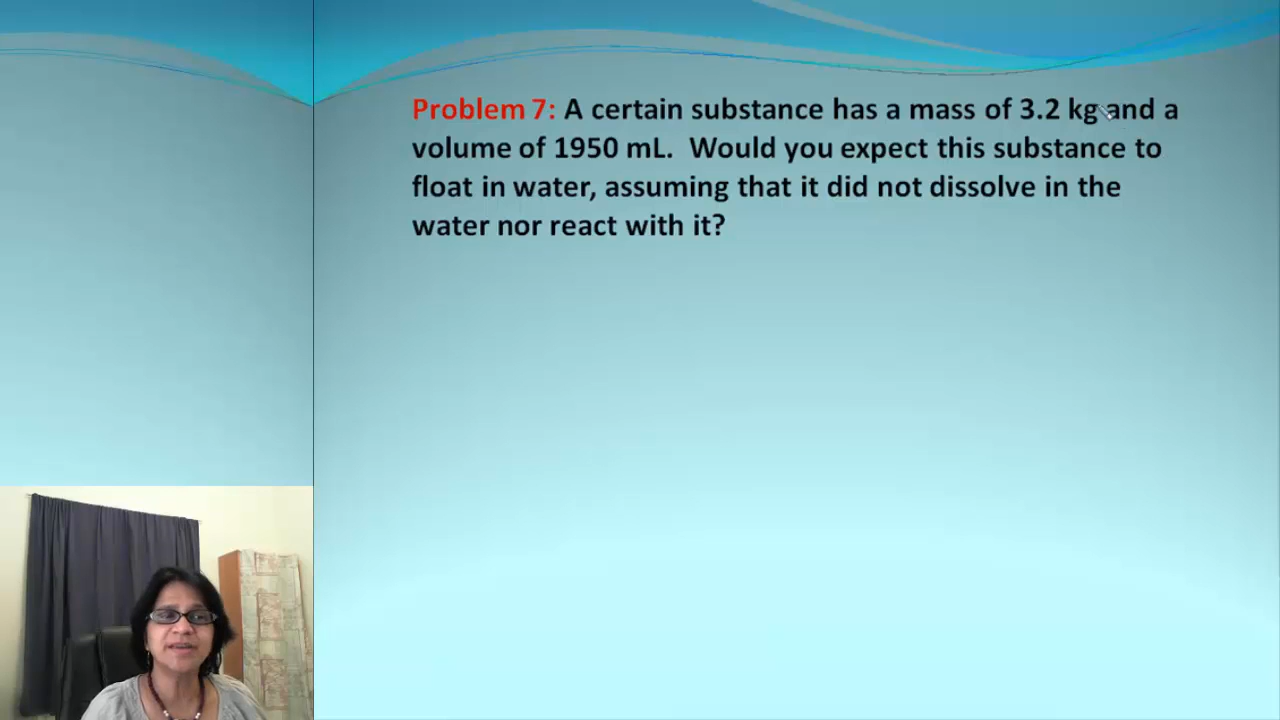 Problem 7: A certain substance has a mass of 3.2 kg and a
volume of 1950 mL. Would you expect this substance to
float in water, assuming that it did not dissolve in the
water nor react with it?